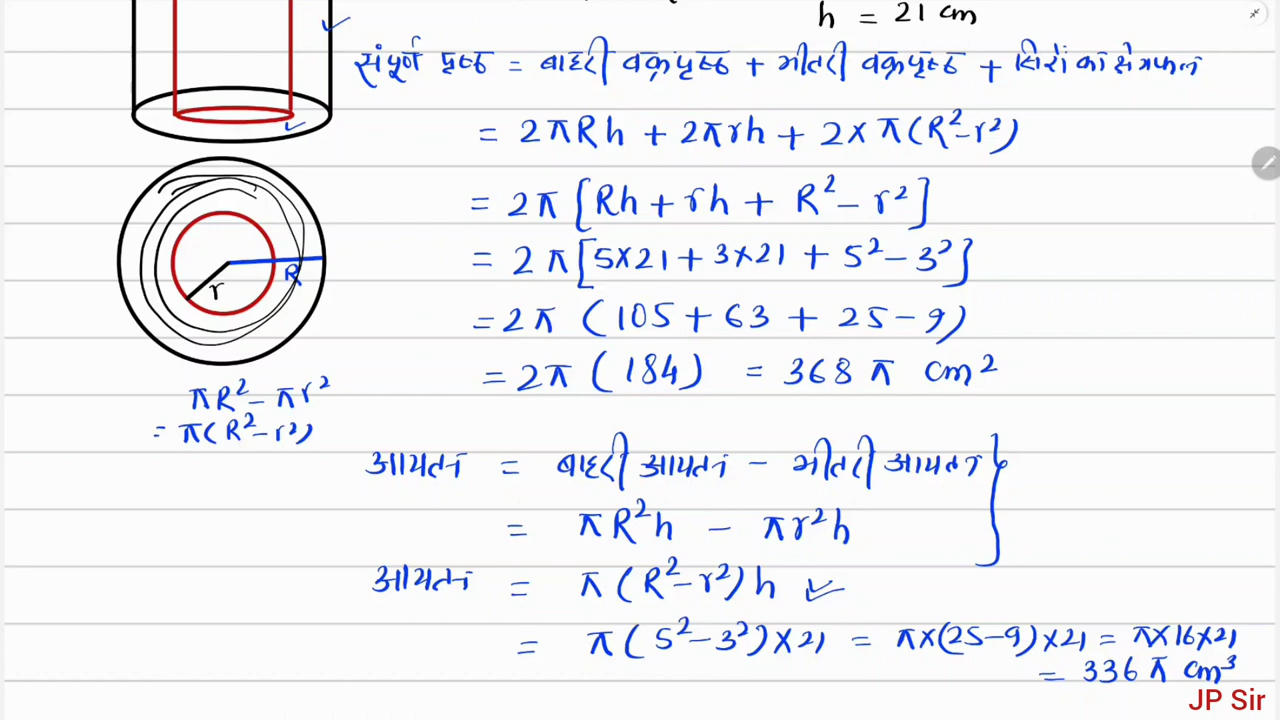 h = 21 cm
संपूर्ण पृष्ठ = बाहरी वक्रपृष्ठ + भीतरी वक्रपृष्ठ + सिरों का क्षेत्रफल
= 2πRh + 2πrh + 2×π(R²-r²)
= 2π[Rh + rh + R² - r²]
= 2π[5×21 + 3×21 + 5² - 3²]
R
r
= 2π (105 + 63 + 25 - 9)
= 2π (184) = 368 π cm²
πR² - πr²
= π(R²-r²)
आयतन = बाहरी आयतन - भीतरी आयतन
= πR²h - πr²h
आयतन = π(R²-r²)h
= π(5²-3²)×21 = π×(25-9)×21 = π×16×21
= 336 π cm³
JP Sir